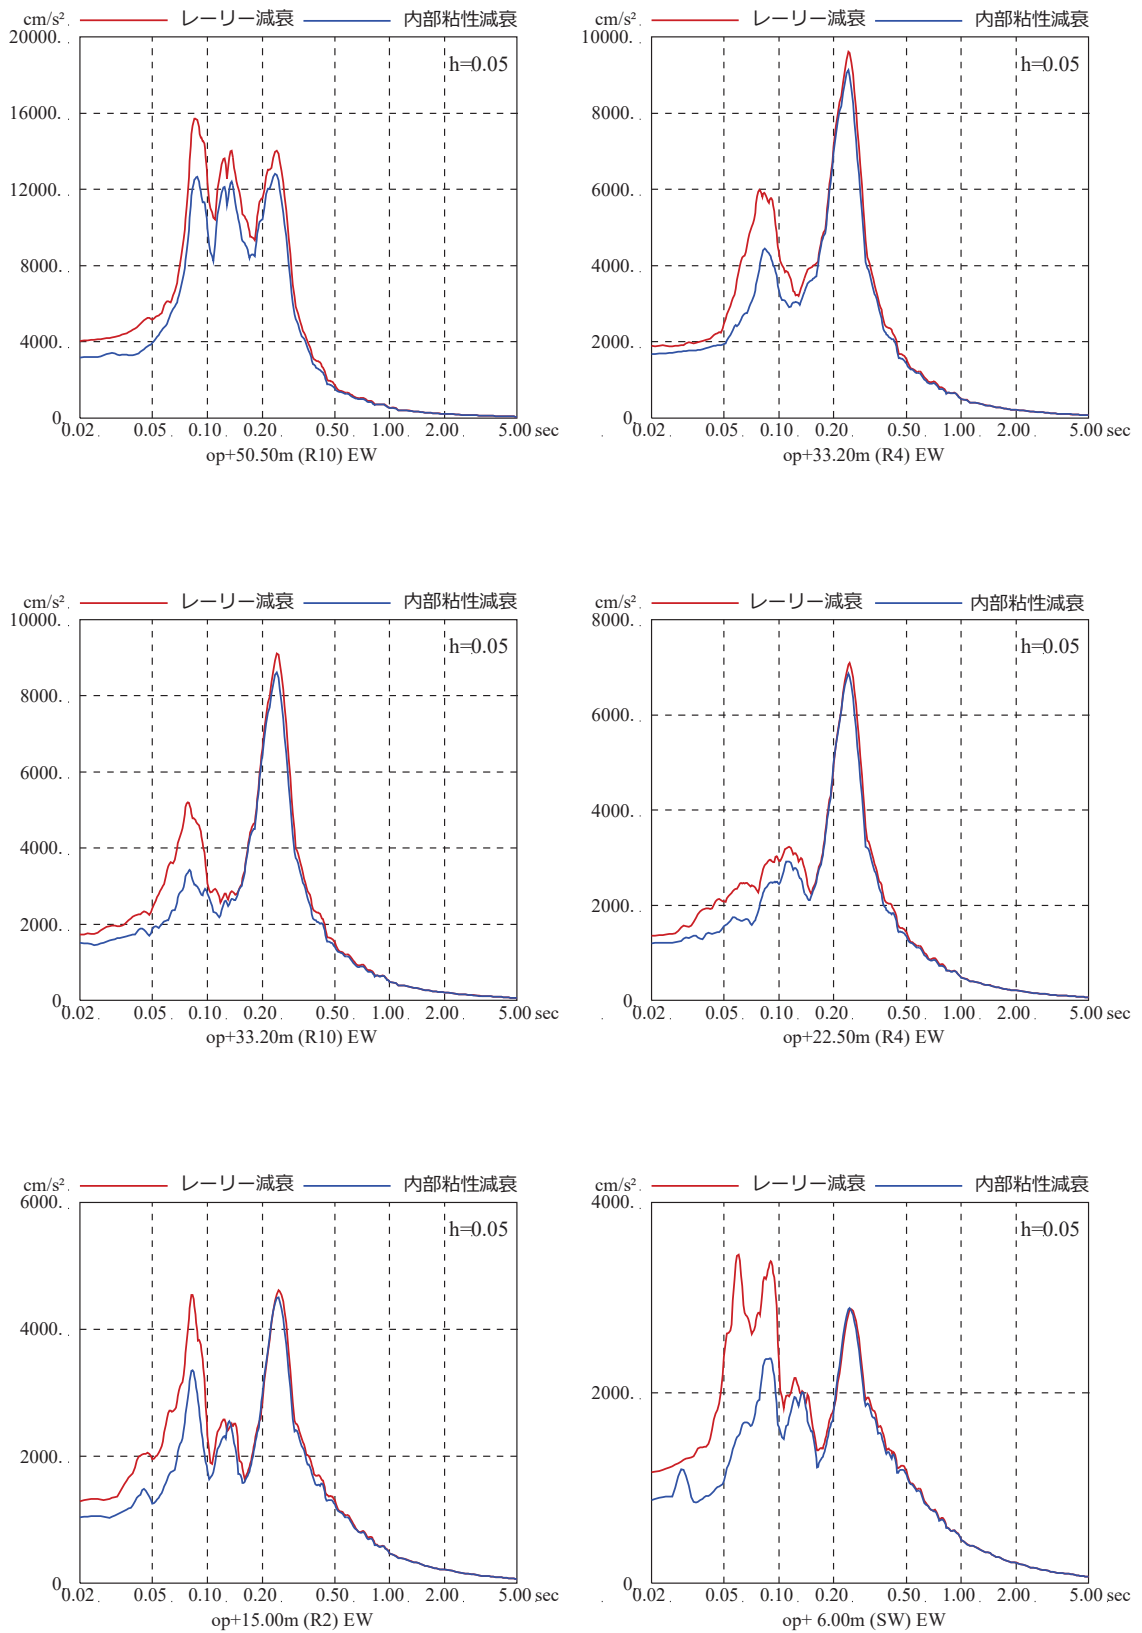 cm/s² レーリー減衰 内部粘性減衰
20000.
h=0.05
16000.
12000.
8000.
4000.
0.
0.02 0.05 0.10 0.20 0.50 1.00 2.00 5.00 sec
op+50.50m (R10) EW
cm/s² レーリー減衰 内部粘性減衰
10000.
h=0.05
8000.
6000.
4000.
2000.
0.
0.02 0.05 0.10 0.20 0.50 1.00 2.00 5.00 sec
op+33.20m (R4) EW
cm/s² レーリー減衰 内部粘性減衰
10000.
h=0.05
8000.
6000.
4000.
2000.
0.
0.02 0.05 0.10 0.20 0.50 1.00 2.00 5.00 sec
op+33.20m (R10) EW
cm/s² レーリー減衰 内部粘性減衰
8000.
h=0.05
6000.
4000.
2000.
0.
0.02 0.05 0.10 0.20 0.50 1.00 2.00 5.00 sec
op+22.50m (R4) EW
cm/s² レーリー減衰 内部粘性減衰
6000.
h=0.05
4000.
2000.
0.
0.02 0.05 0.10 0.20 0.50 1.00 2.00 5.00 sec
op+15.00m (R2) EW
cm/s² レーリー減衰 内部粘性減衰
4000.
h=0.05
2000.
0.
0.02 0.05 0.10 0.20 0.50 1.00 2.00 5.00 sec
op+ 6.00m (SW) EW